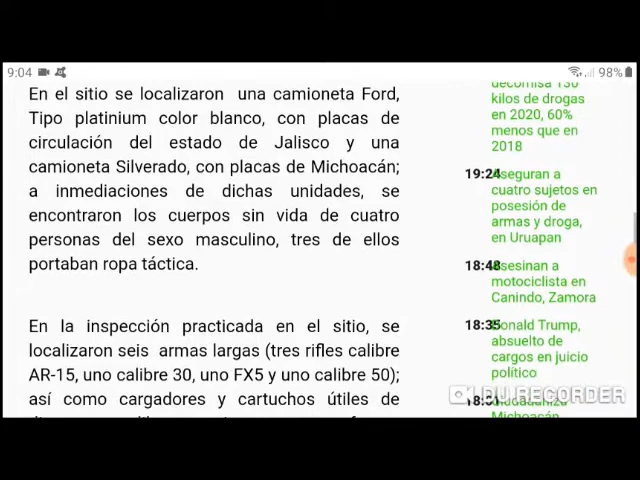 9:04
98%
En el sitio se localizaron una camioneta Ford,
Tipo platinium color blanco, con placas de
circulación del estado de Jalisco y una
camioneta Silverado, con placas de Michoacán;
a inmediaciones de dichas unidades, se
encontraron los cuerpos sin vida de cuatro
personas del sexo masculino, tres de ellos
portaban ropa táctica.
En la inspección practicada en el sitio, se
localizaron seis armas largas (tres rifles calibre
AR-15, uno calibre 30, uno FX5 y uno calibre 50);
así como cargadores y cartuchos útiles de
decomisa 130
kilos de drogas
en 2020, 60%
menos que en
2018
19:24 Aseguran a
cuatro sujetos en
posesión de
armas y droga,
en Uruapan
18:48 Asesinan a
motociclista en
Canindo, Zamora
18:35 Donald Trump,
absuelto de
cargos en juicio
político
18:31
Michoacán
DU RECORDER